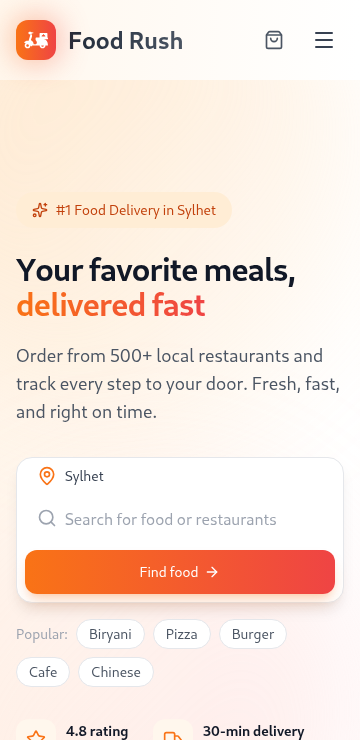 Food Rush
#1 Food Delivery in Sylhet
Your favorite meals,
delivered fast
Order from 500+ local restaurants and
track every step to your door. Fresh, fast,
and right on time.
Sylhet
Search for food or restaurants
Find food
Popular:
Biryani
Pizza
Burger
Cafe
Chinese
4.8 rating
30-min delivery